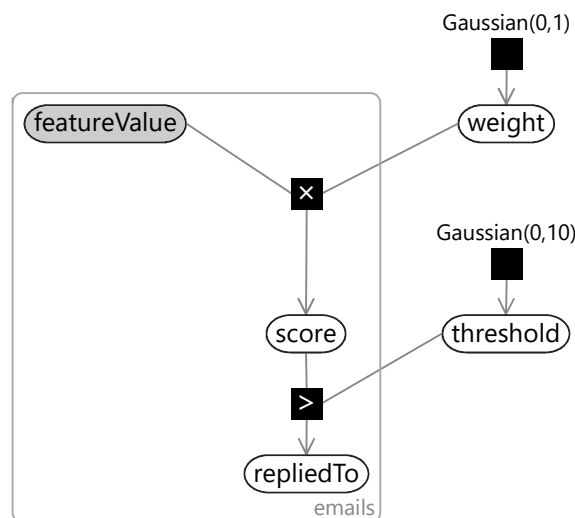 Gaussian(0,1)
featureValue
weight
×
Gaussian(0,10)
score
threshold
>
repliedTo
emails